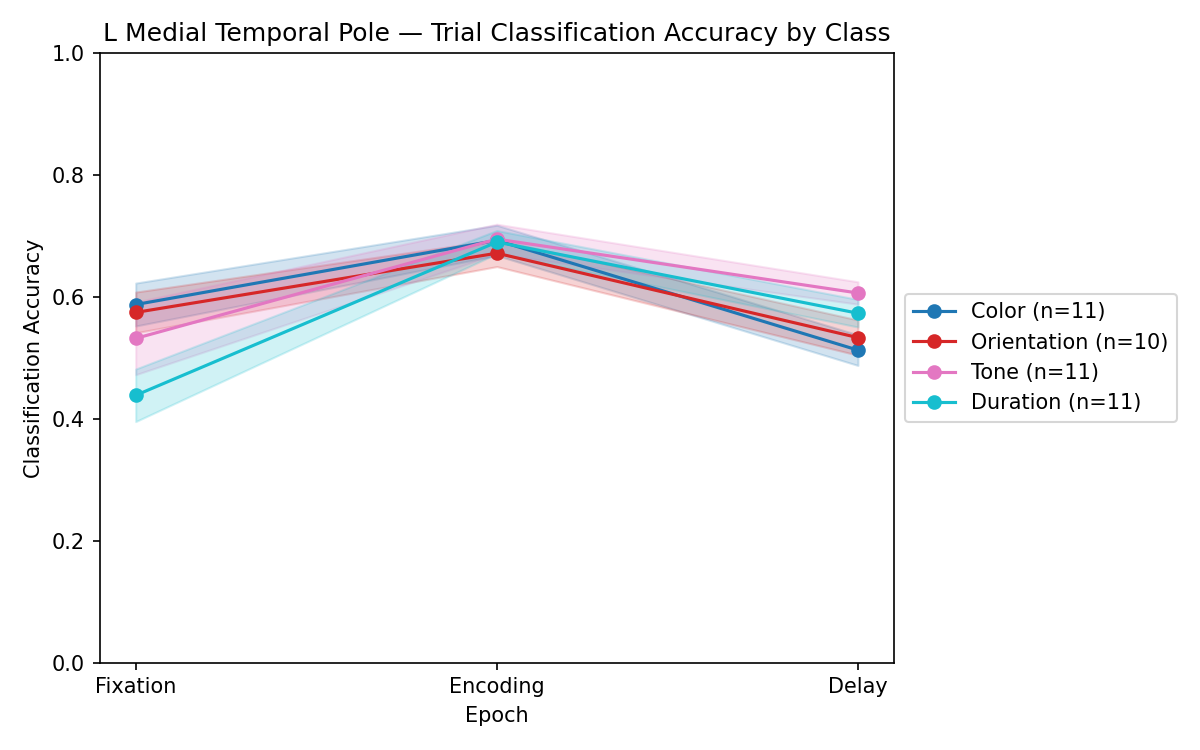 L Medial Temporal Pole — Trial Classification Accuracy by Class
Classification Accuracy
1.0
0.8
0.6
0.4
0.2
0.0
Fixation
Encoding
Delay
Epoch
Color (n=11)
Orientation (n=10)
Tone (n=11)
Duration (n=11)